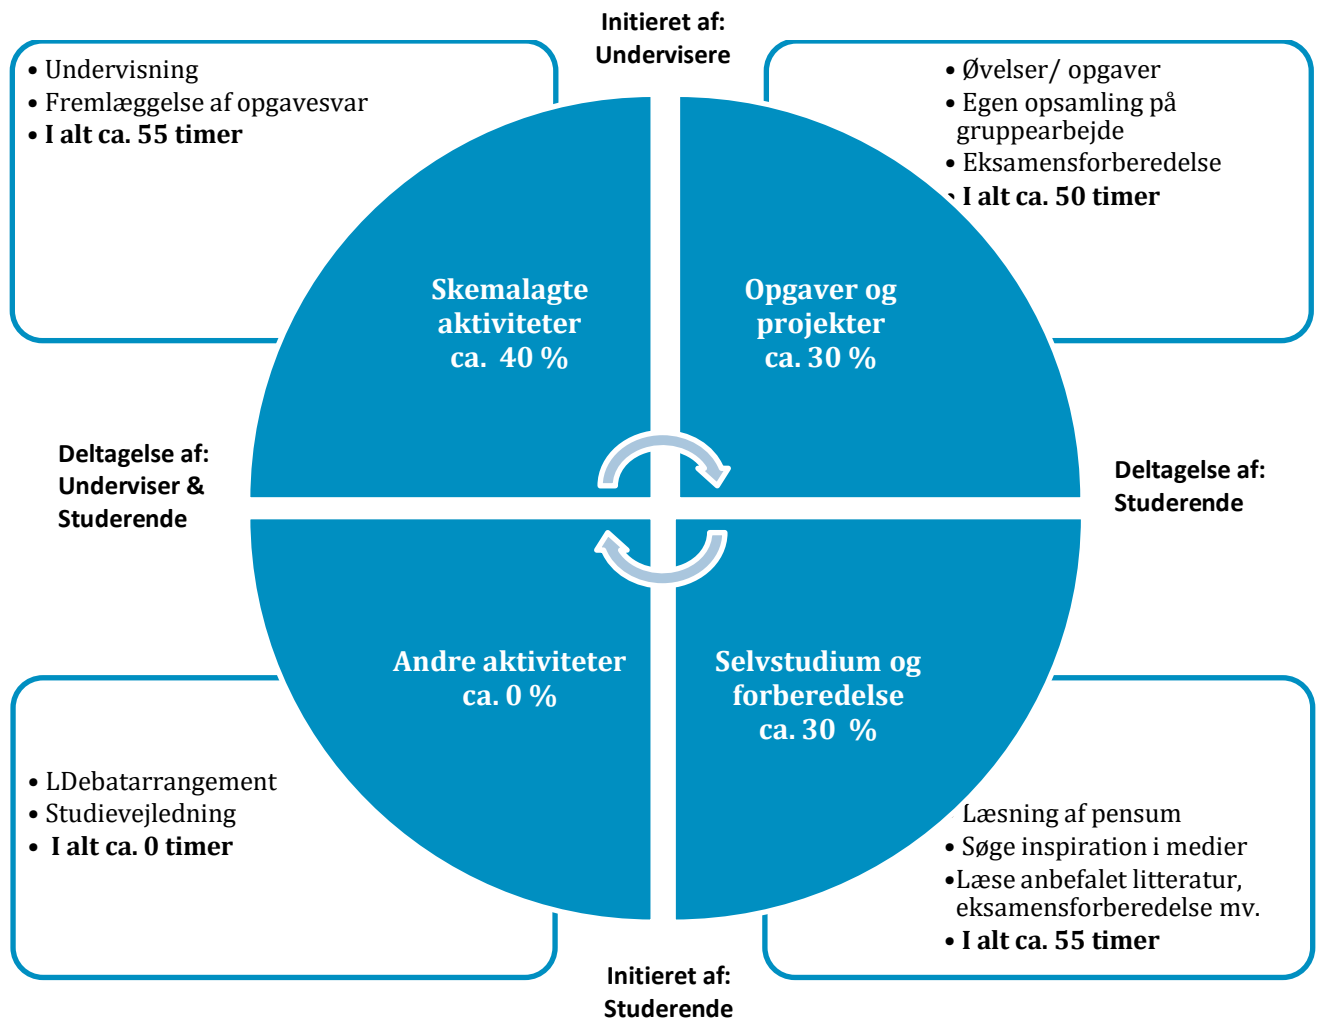 Initieret af:
Undervisere
• Undervisning
• Fremlæggelse af opgavesvar
• I alt ca. 55 timer
• Øvelser/ opgaver
• Egen opsamling på
gruppearbejde
• Eksamensforberedelse
• I alt ca. 50 timer
Skemalagte
aktiviteter
ca. 40 %
Opgaver og
projekter
ca. 30 %
Deltagelse af:
Underviser &
Studerende
Deltagelse af:
Studerende
Andre aktiviteter
ca. 0 %
Selvstudium og
forberedelse
ca. 30 %
• LDebatarrangement
• Studievejledning
• I alt ca. 0 timer
• Læsning af pensum
• Søge inspiration i medier
•Læse anbefalet litteratur,
eksamensforberedelse mv.
• I alt ca. 55 timer
Initieret af:
Studerende